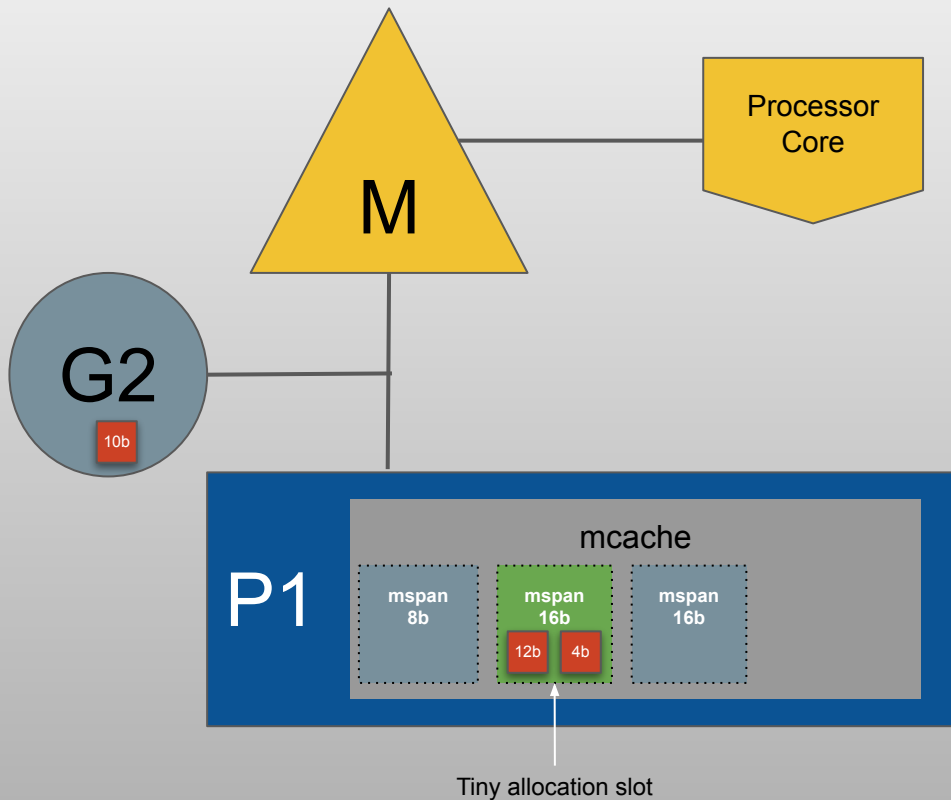 Processor
Core
M
G2
10b
mcache
P1
mspan
8b
mspan
16b
12b
4b
mspan
16b
Tiny allocation slot